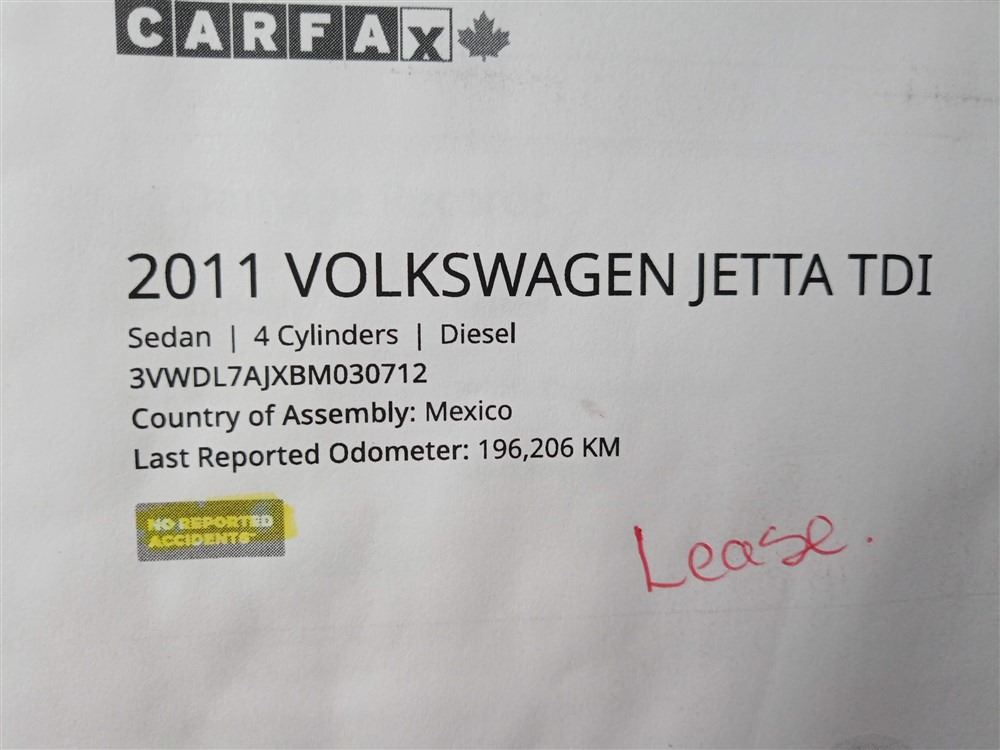 CARFAX
2011 VOLKSWAGEN JETTA TDI
Sedan | 4 Cylinders | Diesel
3VWDL7AJXBM030712
Country of Assembly: Mexico
Last Reported Odometer: 196,206 KM
NO REPORTED
ACCIDENTS
Lease.